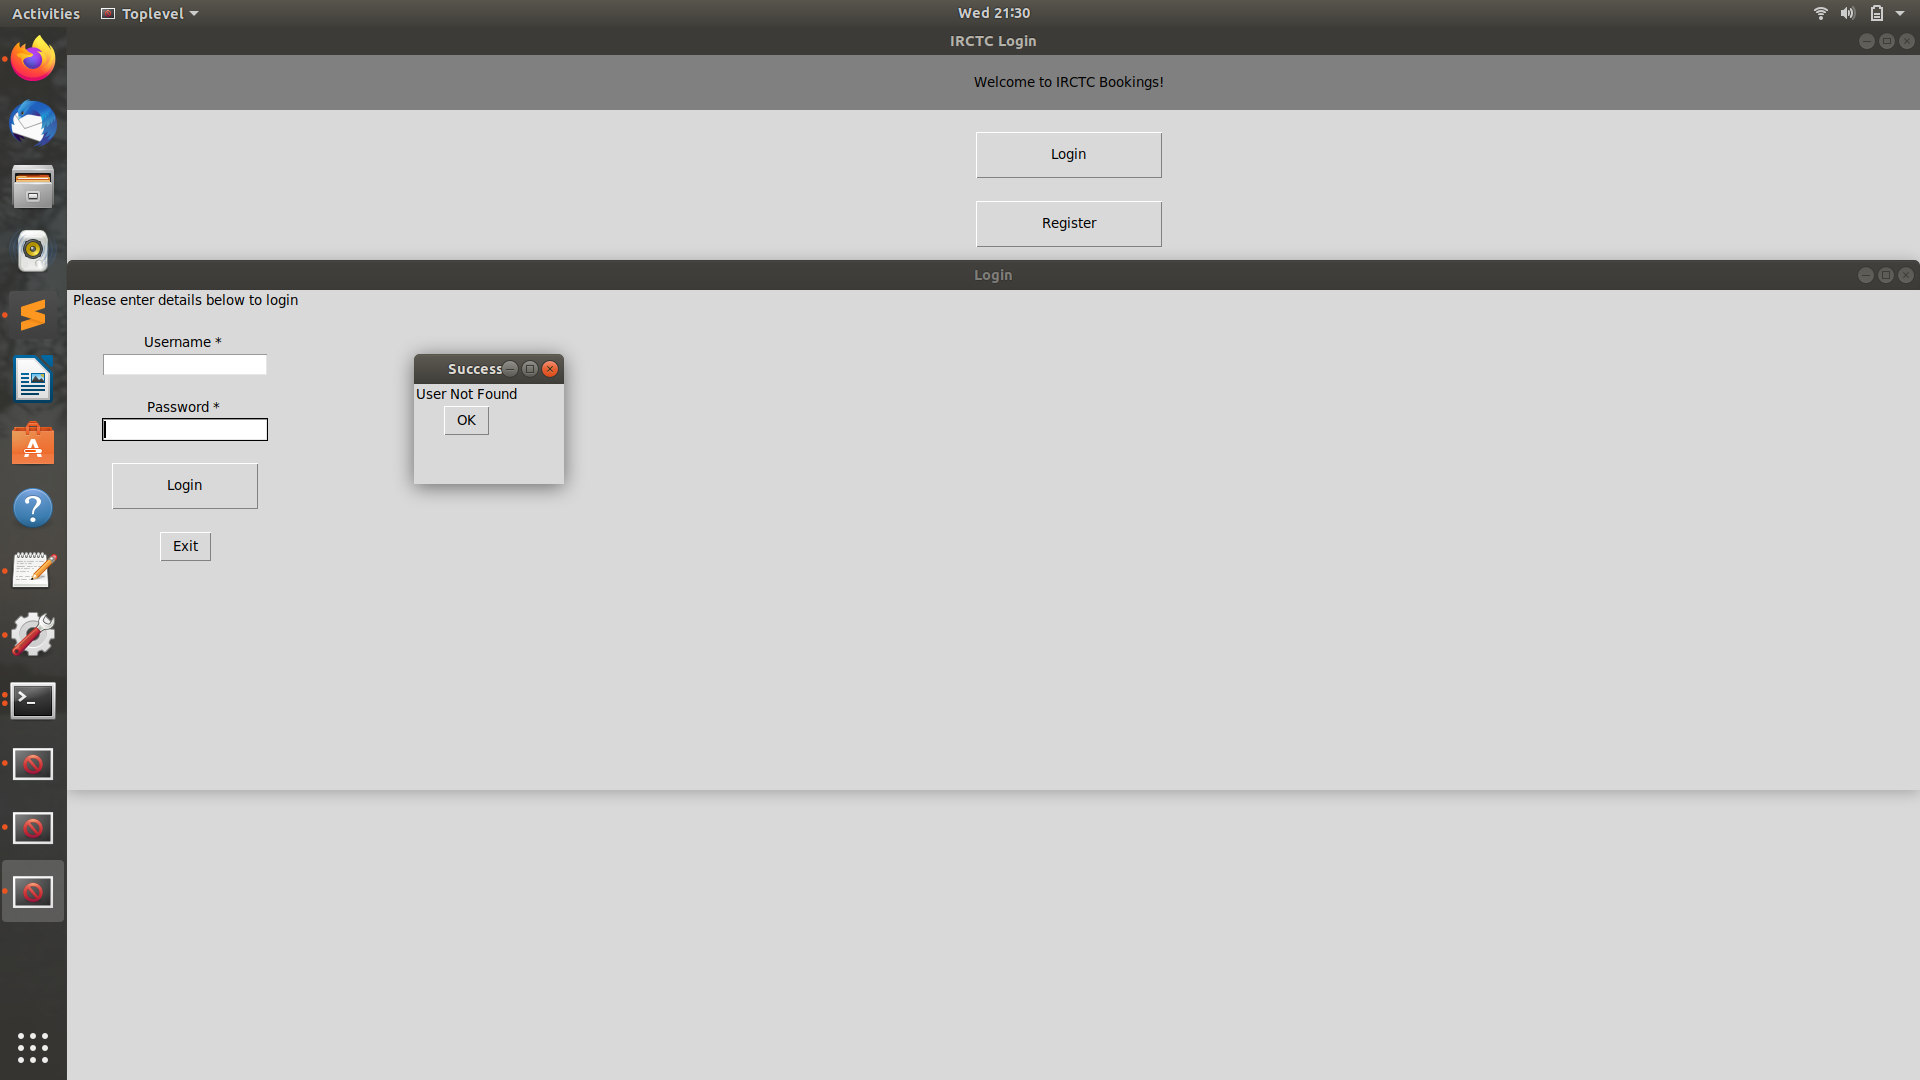 Activities
Toplevel
Wed 21:30
IRCTC Login
Welcome to IRCTC Bookings!
Login
Register
Login
Please enter details below to login
Username *
Password *
Login
Exit
Success
User Not Found
OK